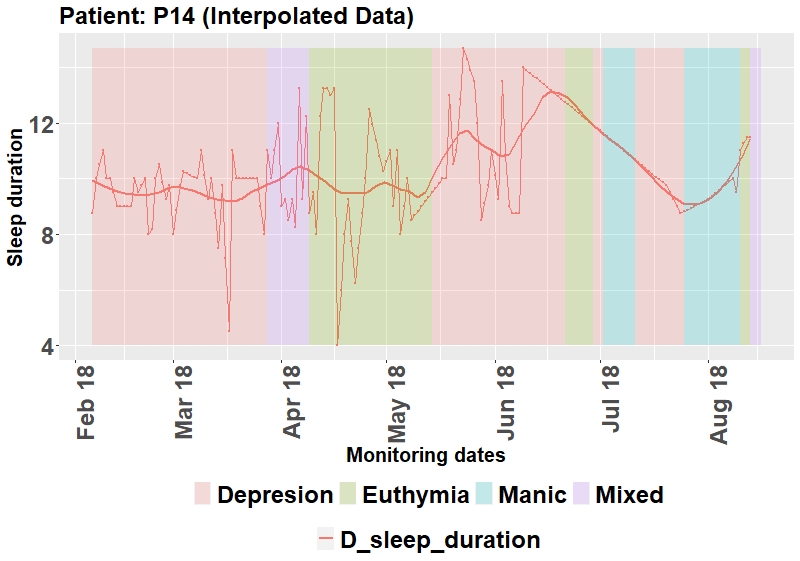 Patient: P14 (Interpolated Data)
Sleep duration
12
8
4
Feb 18
Mar 18
Apr 18
May 18
Jun 18
Jul 18
Aug 18
Monitoring dates
Depresion Euthymia Manic Mixed
D_sleep_duration